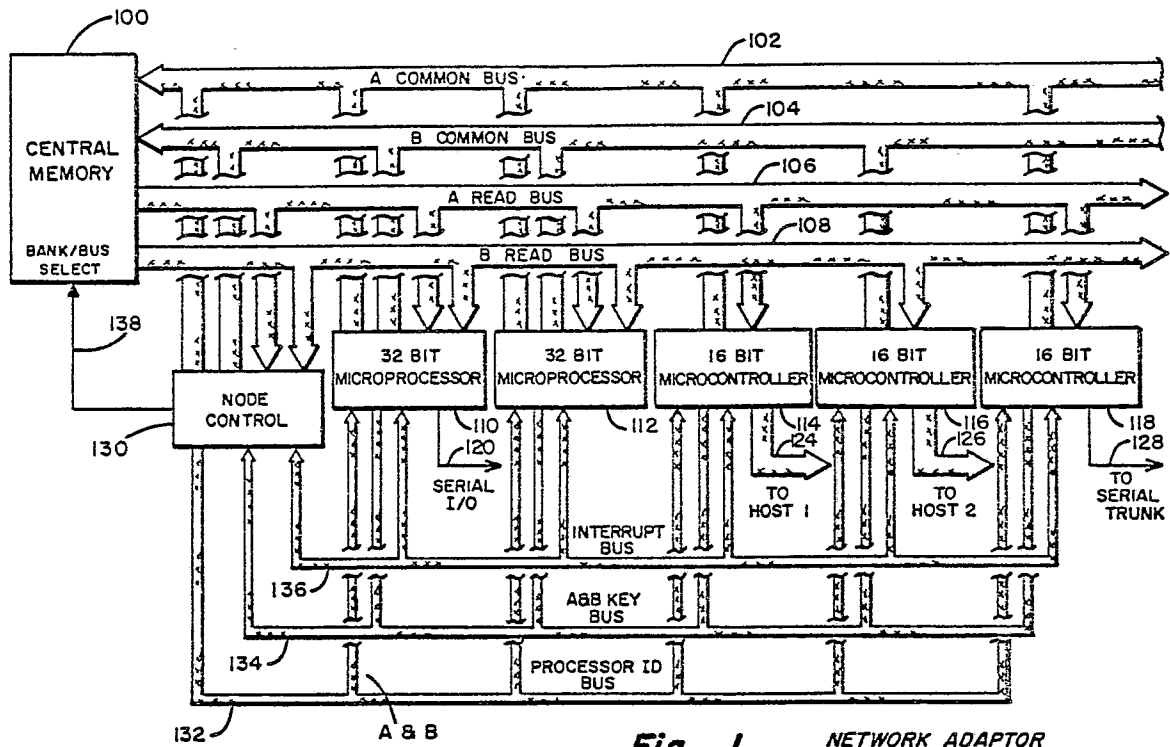 100
102
A COMMON BUS
104
B COMMON BUS
CENTRAL
MEMORY
106
A READ BUS
108
BANK/BUS
SELECT
B READ BUS
138
32 BIT
MICROPROCESSOR
32 BIT
MICROPROCESSOR
16 BIT
MICROCONTROLLER
16 BIT
MICROCONTROLLER
16 BIT
MICROCONTROLLER
NODE
CONTROL
130
110
112
114
116
118
120
124
126
128
SERIAL
I/O
TO
HOST 1
TO
HOST 2
TO
SERIAL
TRUNK
INTERRUPT
BUS
136
A&B KEY
BUS
134
PROCESSOR ID
BUS
132
A & B
Fig. 1
NETWORK ADAPTOR